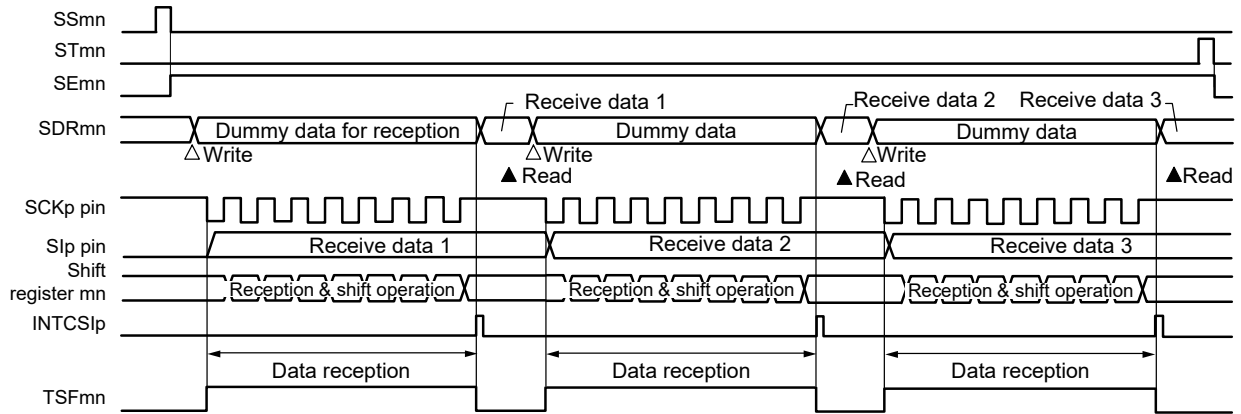 SSmn
STmn
SEmn
Receive data 1 Receive data 2 Receive data 3
SDRmn Dummy data for reception Dummy data Dummy data
△Write △Write △Write
▲Read ▲Read ▲Read
SCKp pin
SIp pin Receive data 1 Receive data 2 Receive data 3
Shift
register mn Reception & shift operation Reception & shift operation Reception & shift operation
INTCSIp
Data reception Data reception Data reception
TSFmn